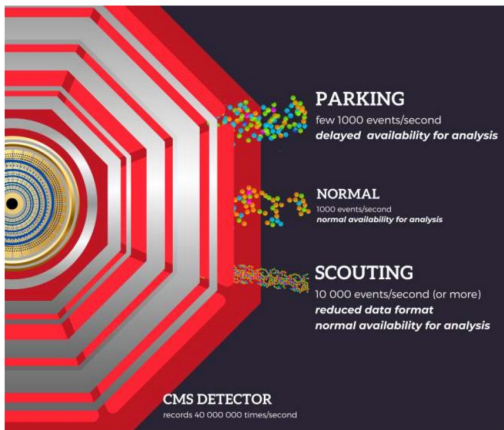 PARKING
few 1000 events/second
delayed availability for analysis
NORMAL
1000 events/second
normal availability for analysis
SCOUTING
10 000 events/second (or more)
reduced data format
normal availability for analysis
CMS DETECTOR
records 40 000 000 times/second